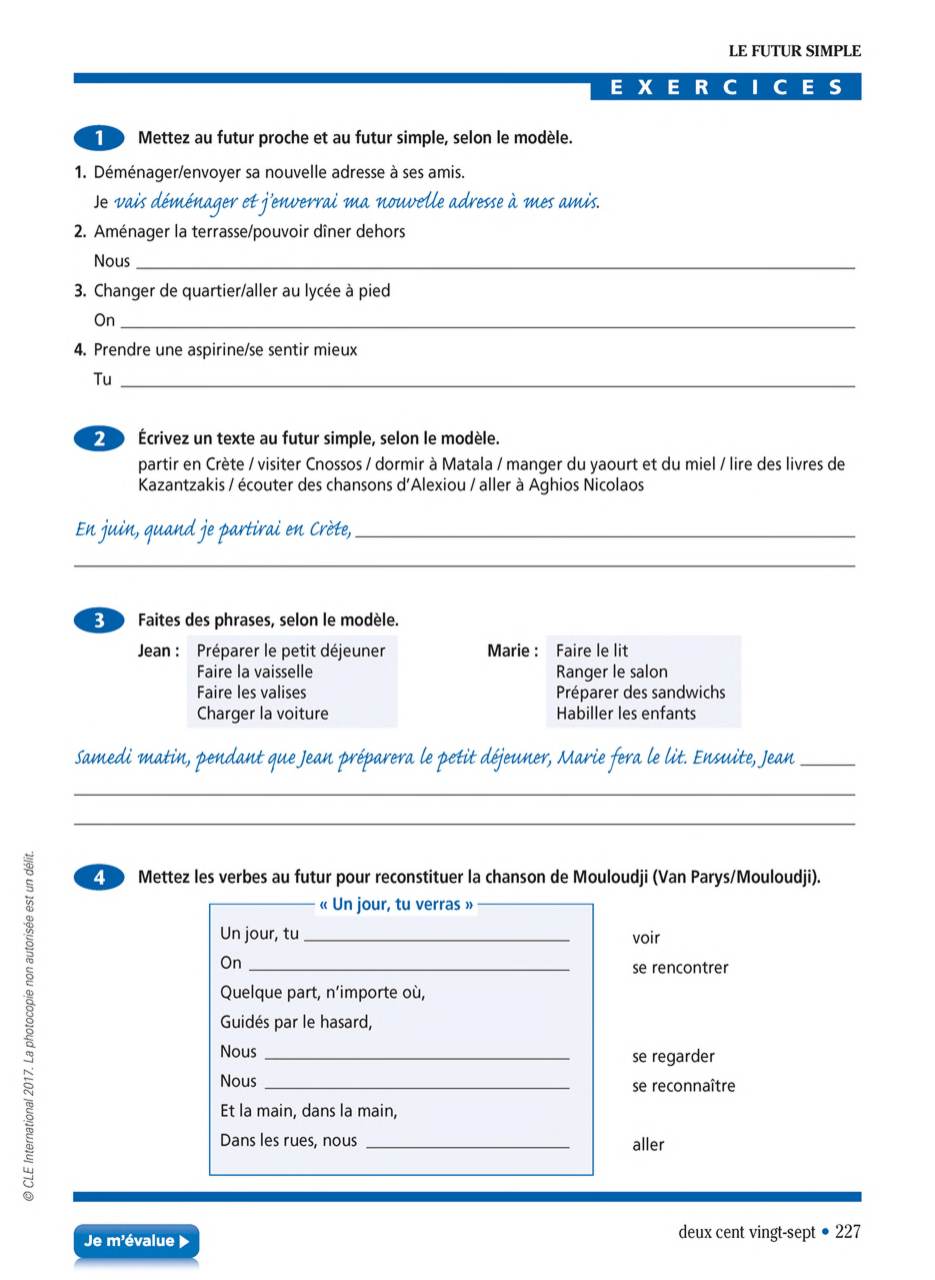 LE FUTUR SIMPLE
EXERCICES
1 Mettez au futur proche et au futur simple, selon le modèle.
1. Déménager/envoyer sa nouvelle adresse à ses amis.
Je vais déménager et j'enverrai ma nouvelle adresse à mes amis.
2. Aménager la terrasse/pouvoir dîner dehors
Nous
3. Changer de quartier/aller au lycée à pied
On
4. Prendre une aspirine/se sentir mieux
Tu
2 Écrivez un texte au futur simple, selon le modèle.
partir en Crète / visiter Cnossos / dormir à Matala / manger du yaourt et du miel / lire des livres de
Kazantzakis / écouter des chansons d'Alexiou / aller à Aghios Nicolaos
En juin, quand je partirai en Crète,
3 Faites des phrases, selon le modèle.
Jean : Préparer le petit déjeuner
Faire la vaisselle
Faire les valises
Charger la voiture
Marie : Faire le lit
Ranger le salon
Préparer des sandwichs
Habiller les enfants
Samedi matin, pendant que Jean préparera le petit déjeuner, Marie fera le lit. Ensuite, Jean
4 Mettez les verbes au futur pour reconstituer la chanson de Mouloudji (Van Parys/Mouloudji).
« Un jour, tu verras »
Un jour, tu voir
On se rencontrer
Quelque part, n'importe où,
Guidés par le hasard,
Nous se regarder
Nous se reconnaître
Et la main, dans la main,
Dans les rues, nous aller
© CLE International 2017. La photocopie non autorisée est un délit.
Je m'évalue
deux cent vingt-sept • 227